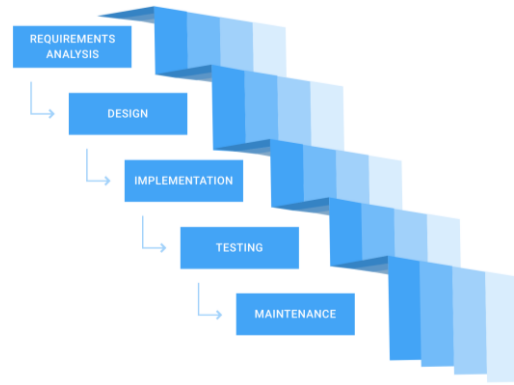 REQUIREMENTS
ANALYSIS
DESIGN
IMPLEMENTATION
TESTING
MAINTENANCE